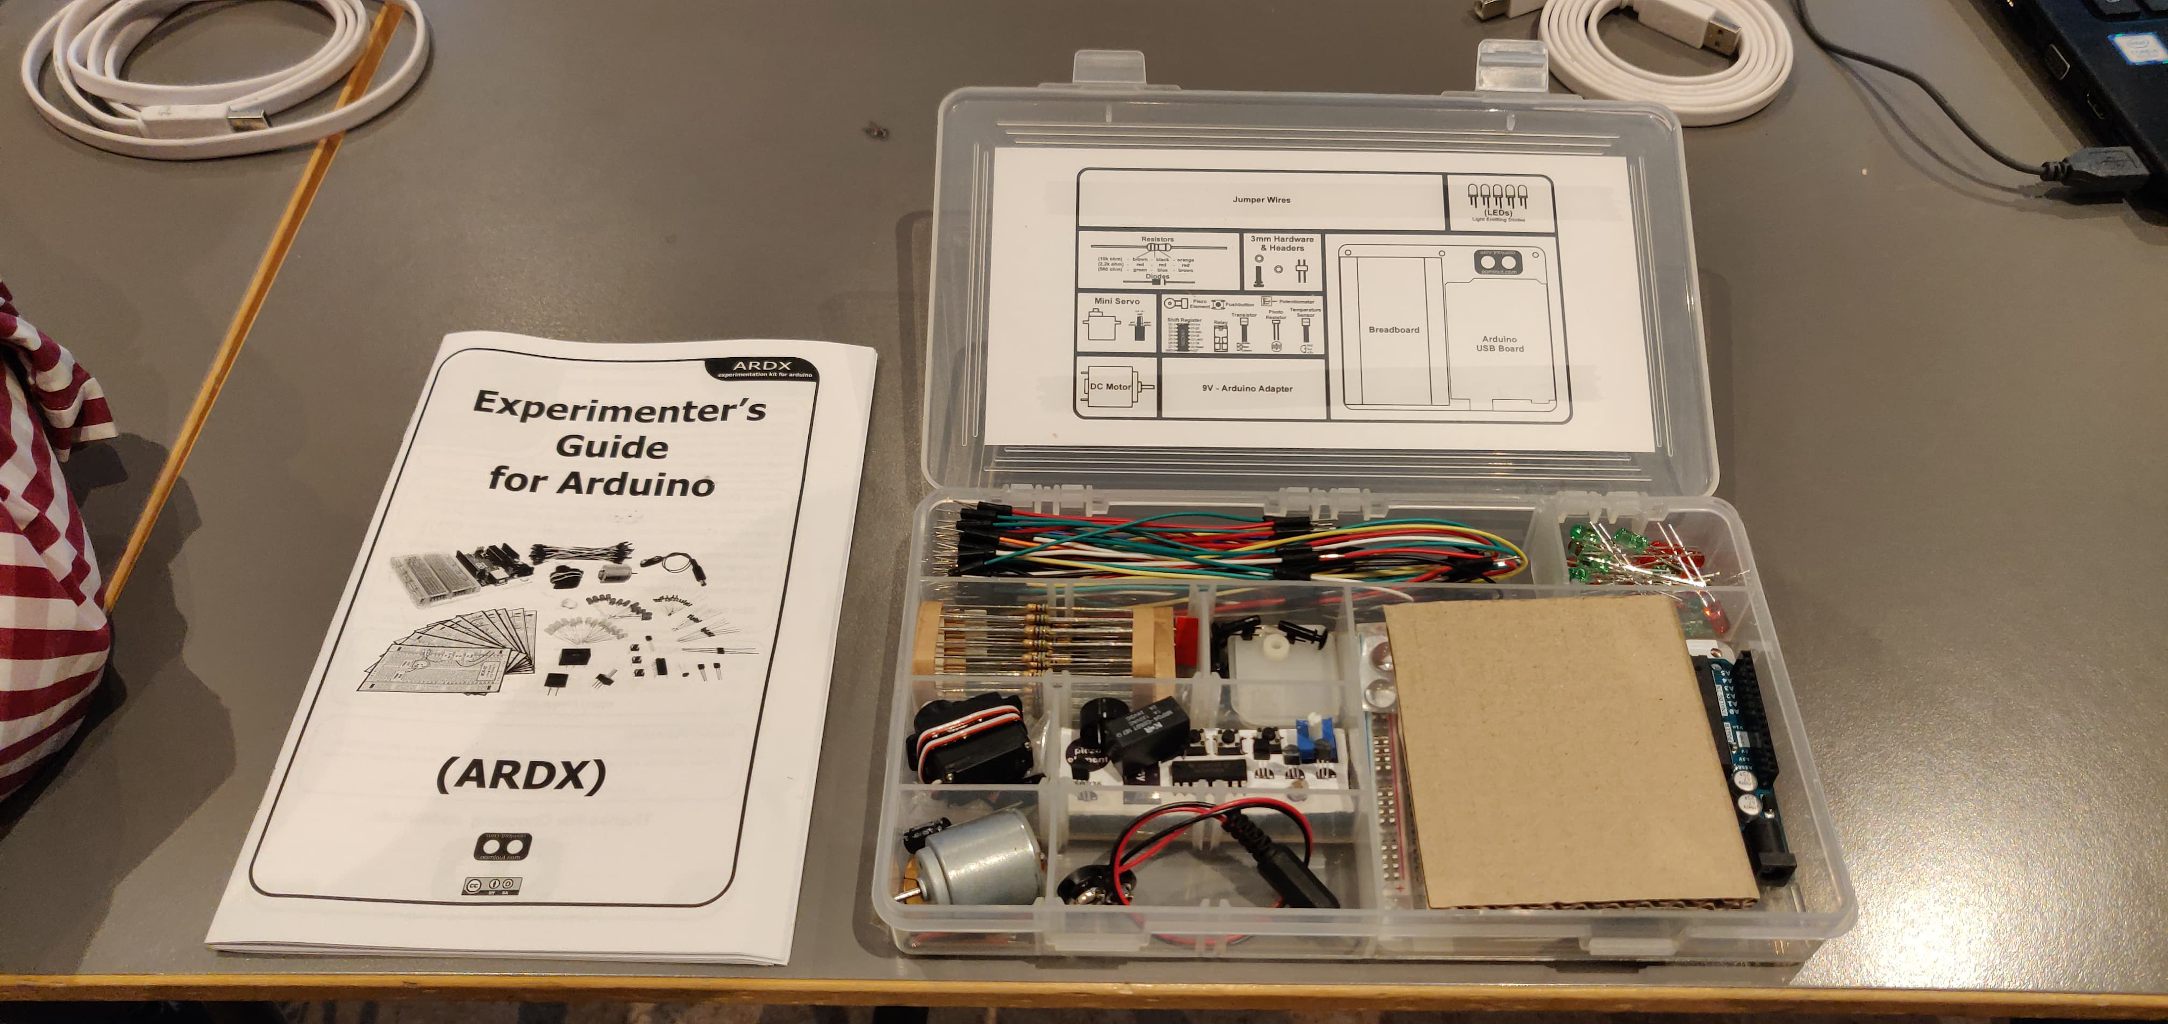 ARDX
experimentation kit for arduino
Experimenter's
Guide
for Arduino
(ARDX)
Jumper Wires
(LEDs)
Light Emitting Diodes
Resistors
3mm Hardware
& Headers
Diodes
Mini Servo
Piezo
Element
Pushbutton
Potentiometer
Shift Register
Relay
Transistor
Photo
Resistor
Temperature
Sensor
DC Motor
9V - Arduino Adapter
Breadboard
Arduino
USB Board